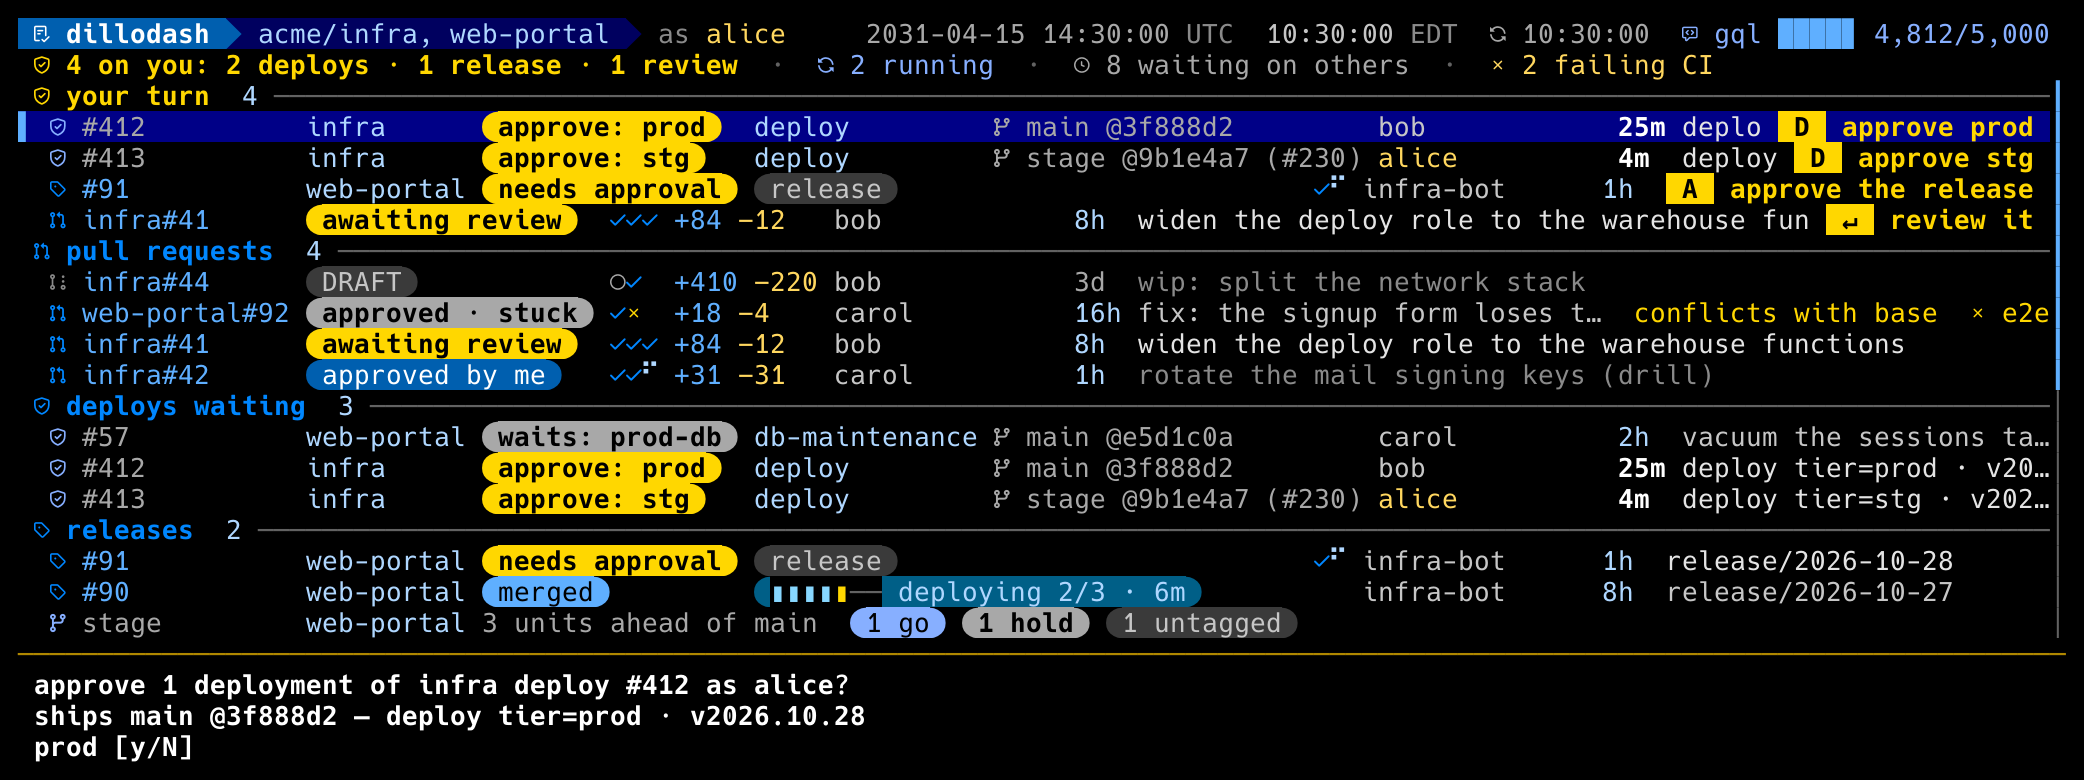 dillodash acme/infra, web-portal as alice 2031-04-15 14:30:00 UTC 10:30:00 EDT 10:30:00 gql 4,812/5,000
4 on you: 2 deploys · 1 release · 1 review · 2 running · 8 waiting on others · × 2 failing CI
your turn 4
#412 infra approve: prod deploy main @3f888d2 bob 25m deplo D approve prod
#413 infra approve: stg deploy stage @9b1e4a7 (#230) alice 4m deploy D approve stg
#91 web-portal needs approval release ✓ infra-bot 1h A approve the release
infra#41 awaiting review ✓✓✓ +84 −12 bob 8h widen the deploy role to the warehouse fun ↵ review it
pull requests 4
infra#44 DRAFT ○✓ +410 −220 bob 3d wip: split the network stack
web-portal#92 approved · stuck ✓× +18 −4 carol 16h fix: the signup form loses t… conflicts with base × e2e
infra#41 awaiting review ✓✓✓ +84 −12 bob 8h widen the deploy role to the warehouse functions
infra#42 approved by me ✓✓ +31 −31 carol 1h rotate the mail signing keys (drill)
deploys waiting 3
#57 web-portal waits: prod-db db-maintenance main @e5d1c0a carol 2h vacuum the sessions ta…
#412 infra approve: prod deploy main @3f888d2 bob 25m deploy tier=prod · v20…
#413 infra approve: stg deploy stage @9b1e4a7 (#230) alice 4m deploy tier=stg · v202…
releases 2
#91 web-portal needs approval release ✓ infra-bot 1h release/2026-10-28
#90 web-portal merged deploying 2/3 · 6m infra-bot 8h release/2026-10-27
stage web-portal 3 units ahead of main 1 go 1 hold 1 untagged
approve 1 deployment of infra deploy #412 as alice?
ships main @3f888d2 — deploy tier=prod · v2026.10.28
prod [y/N]